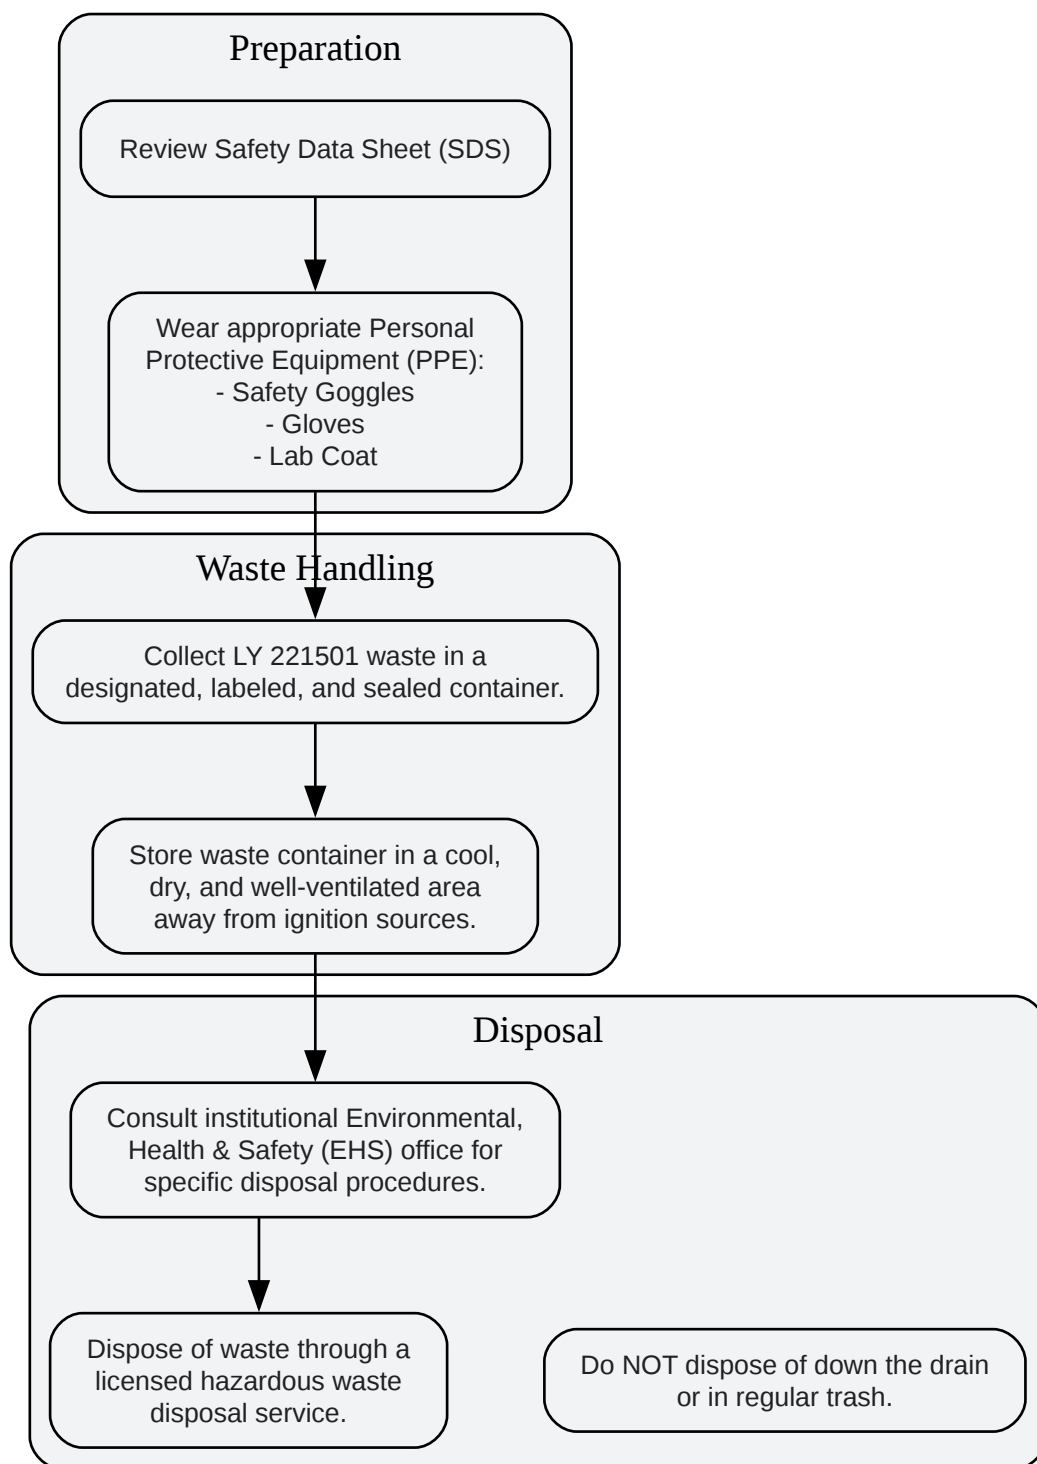 Preparation
Review Safety Data Sheet (SDS)
Wear appropriate Personal
Protective Equipment (PPE):
- Safety Goggles
- Gloves
- Lab Coat
Waste Handling
Collect LY 221501 waste in a
designated, labeled, and sealed container.
Store waste container in a cool,
dry, and well-ventilated area
away from ignition sources.
Disposal
Consult institutional Environmental,
Health & Safety (EHS) office for
specific disposal procedures.
Dispose of waste through a
licensed hazardous waste
disposal service.
Do NOT dispose of down the drain
or in regular trash.